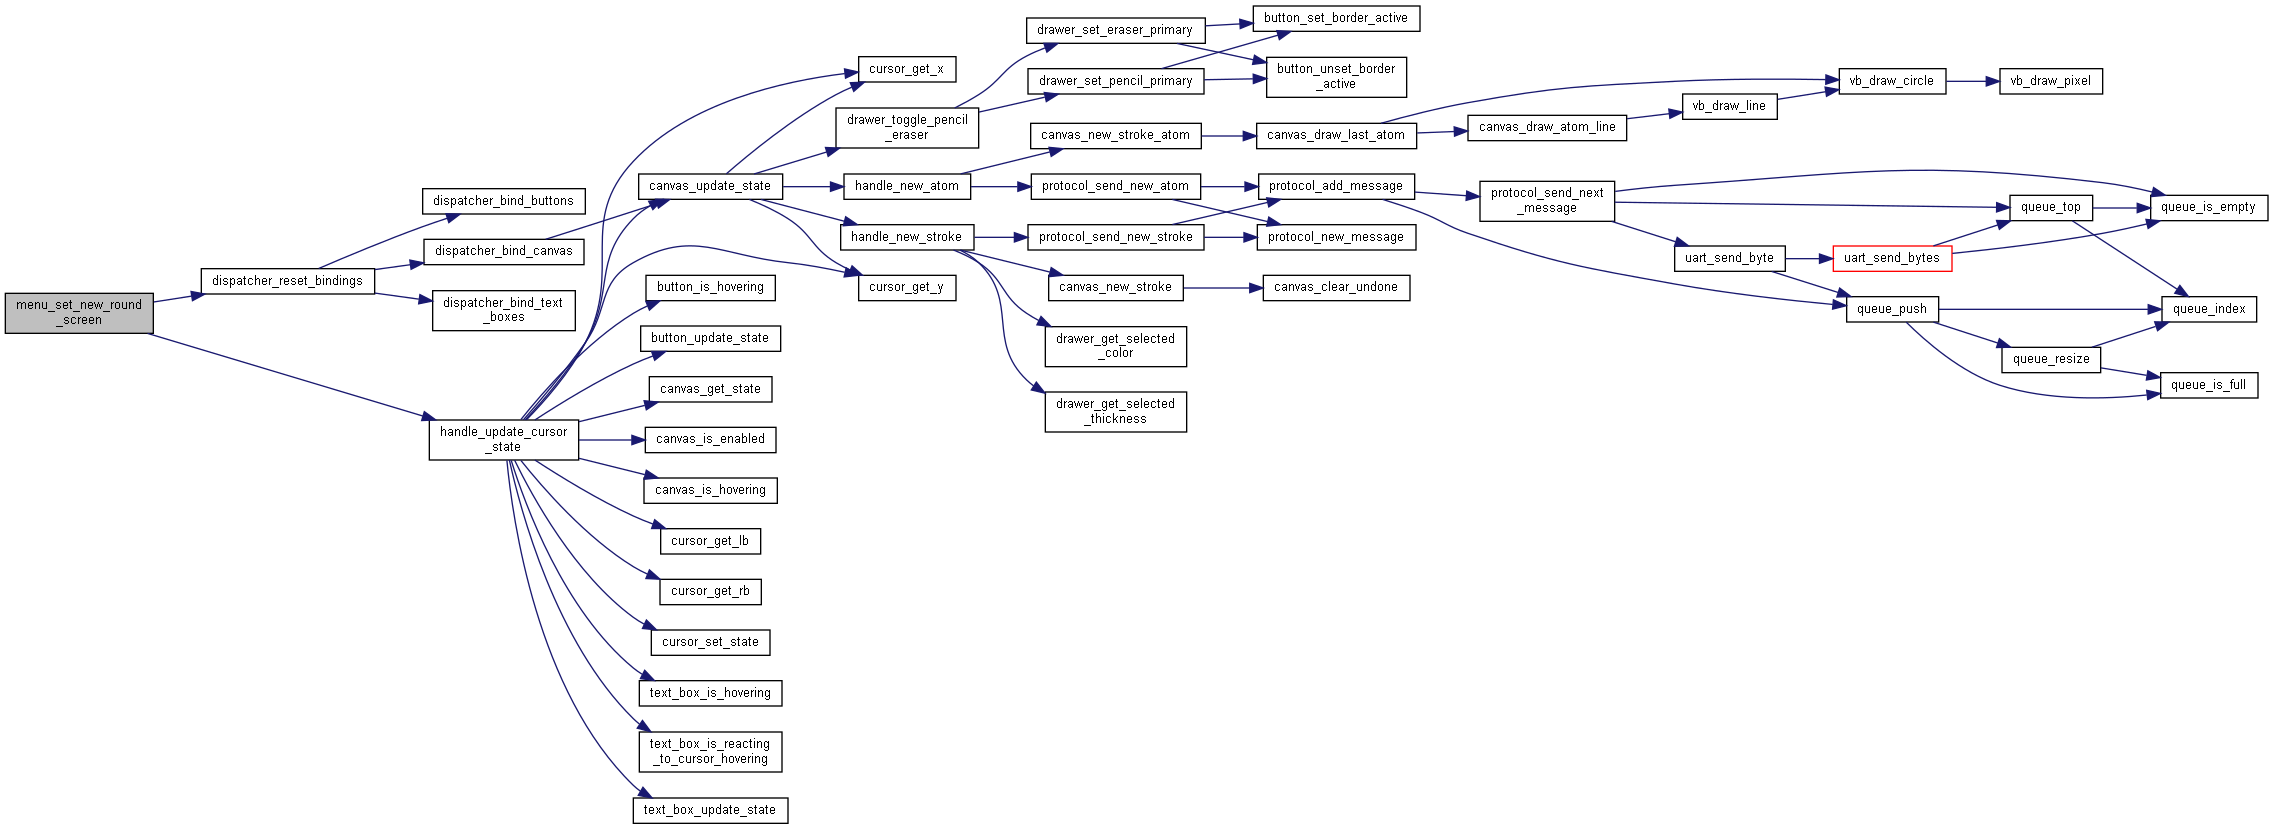 menu_set_new_round
_screen
dispatcher_reset_bindings
dispatcher_bind_buttons
dispatcher_bind_canvas
dispatcher_bind_text
_boxes
handle_update_cursor
_state
canvas_update_state
button_is_hovering
button_update_state
canvas_get_state
canvas_is_enabled
canvas_is_hovering
cursor_get_lb
cursor_get_rb
cursor_set_state
text_box_is_hovering
text_box_is_reacting
_to_cursor_hovering
text_box_update_state
cursor_get_x
drawer_toggle_pencil
_eraser
handle_new_atom
handle_new_stroke
cursor_get_y
drawer_set_eraser_primary
drawer_set_pencil_primary
canvas_new_stroke_atom
protocol_send_new_atom
protocol_send_new_stroke
canvas_new_stroke
drawer_get_selected
_color
drawer_get_selected
_thickness
button_set_border_active
button_unset_border
_active
canvas_draw_last_atom
protocol_add_message
protocol_new_message
canvas_clear_undone
canvas_draw_atom_line
protocol_send_next
_message
vb_draw_line
uart_send_byte
vb_draw_circle
uart_send_bytes
queue_push
vb_draw_pixel
queue_top
queue_resize
queue_is_empty
queue_index
queue_is_full